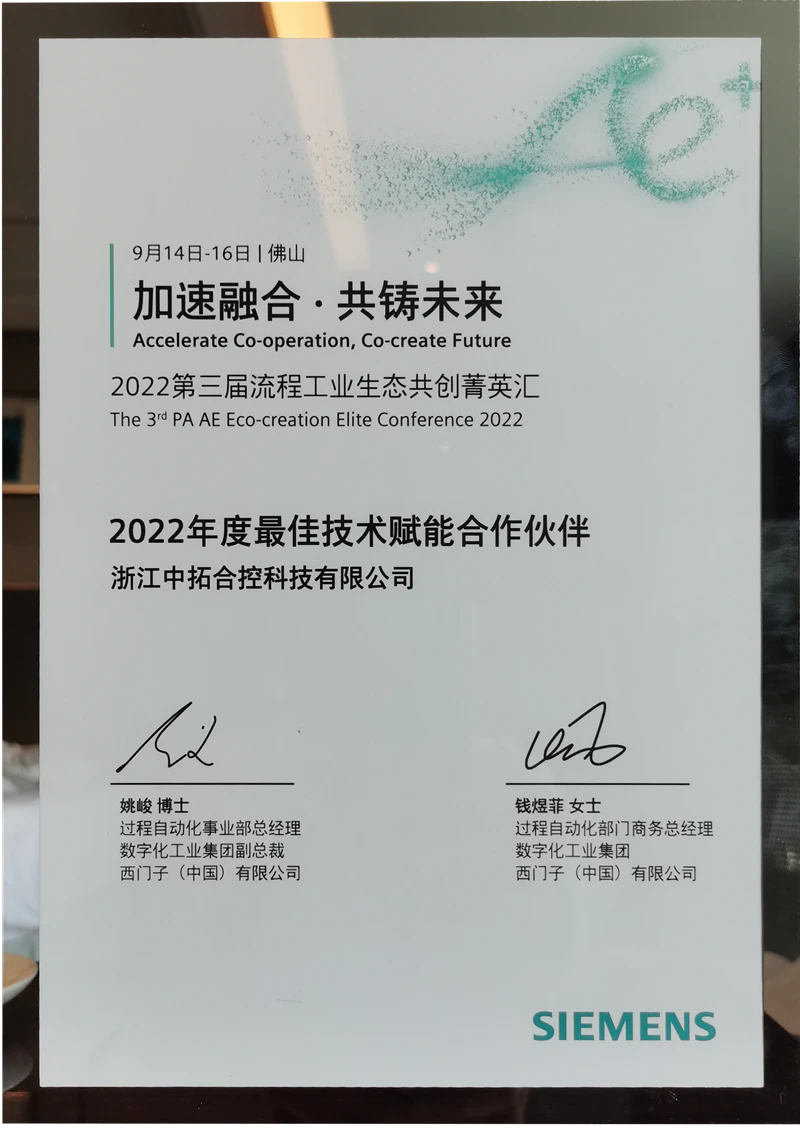 Ae+
9月14日-16日 | 佛山
加速融合·共铸未来
Accelerate Co-operation, Co-create Future
2022第三届流程工业生态共创菁英汇
The 3rd PA AE Eco-creation Elite Conference 2022
2022年度最佳技术赋能合作伙伴
浙江中拓合控科技有限公司
姚峻 博士
过程自动化事业部总经理
数字化工业集团副总裁
西门子（中国）有限公司
钱煜菲 女士
过程自动化部门商务总经理
数字化工业集团
西门子（中国）有限公司
SIEMENS